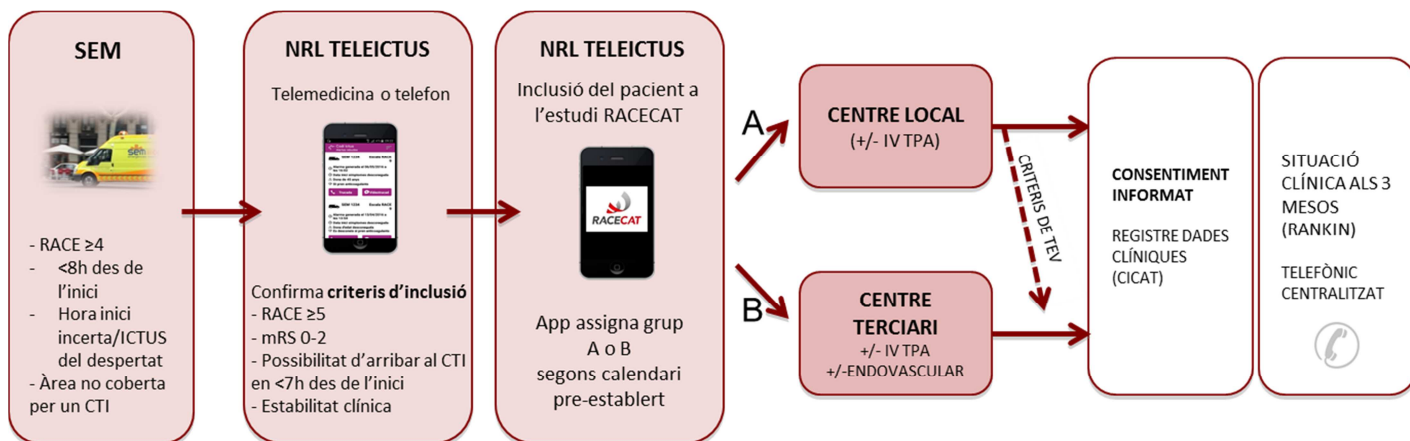 SEM
- RACE ≥4
- <8h des de
l’inici
- Hora inici
incerta/ICTUS
del despertat
- Àrea no coberta
per un CTI
NRL TELEICTUS
Telemedicina o telefon
Confirma criteris d’inclusió
- RACE ≥5
- mRS 0-2
- Possibilitat d’arribar al CTI
en <7h des de l’inici
- Estabilitat clínica
NRL TELEICTUS
Inclusió del pacient a
l’estudi RACECAT
RACECAT
App assigna grup
A o B
segons calendari
pre-establert
A
CENTRE LOCAL
(+/- IV TPA)
CRITERIS DE TEV
B
CENTRE
TERCIARI
+/- IV TPA
+/-ENDOVASCULAR
CONSENTIMENT
INFORMAT
REGISTRE DADES
CLÍNIQUES
(CICAT)
SITUACIÓ
CLÍNICA ALS 3
MESOS
(RANKIN)
TELEFÒNIC
CENTRALITZAT